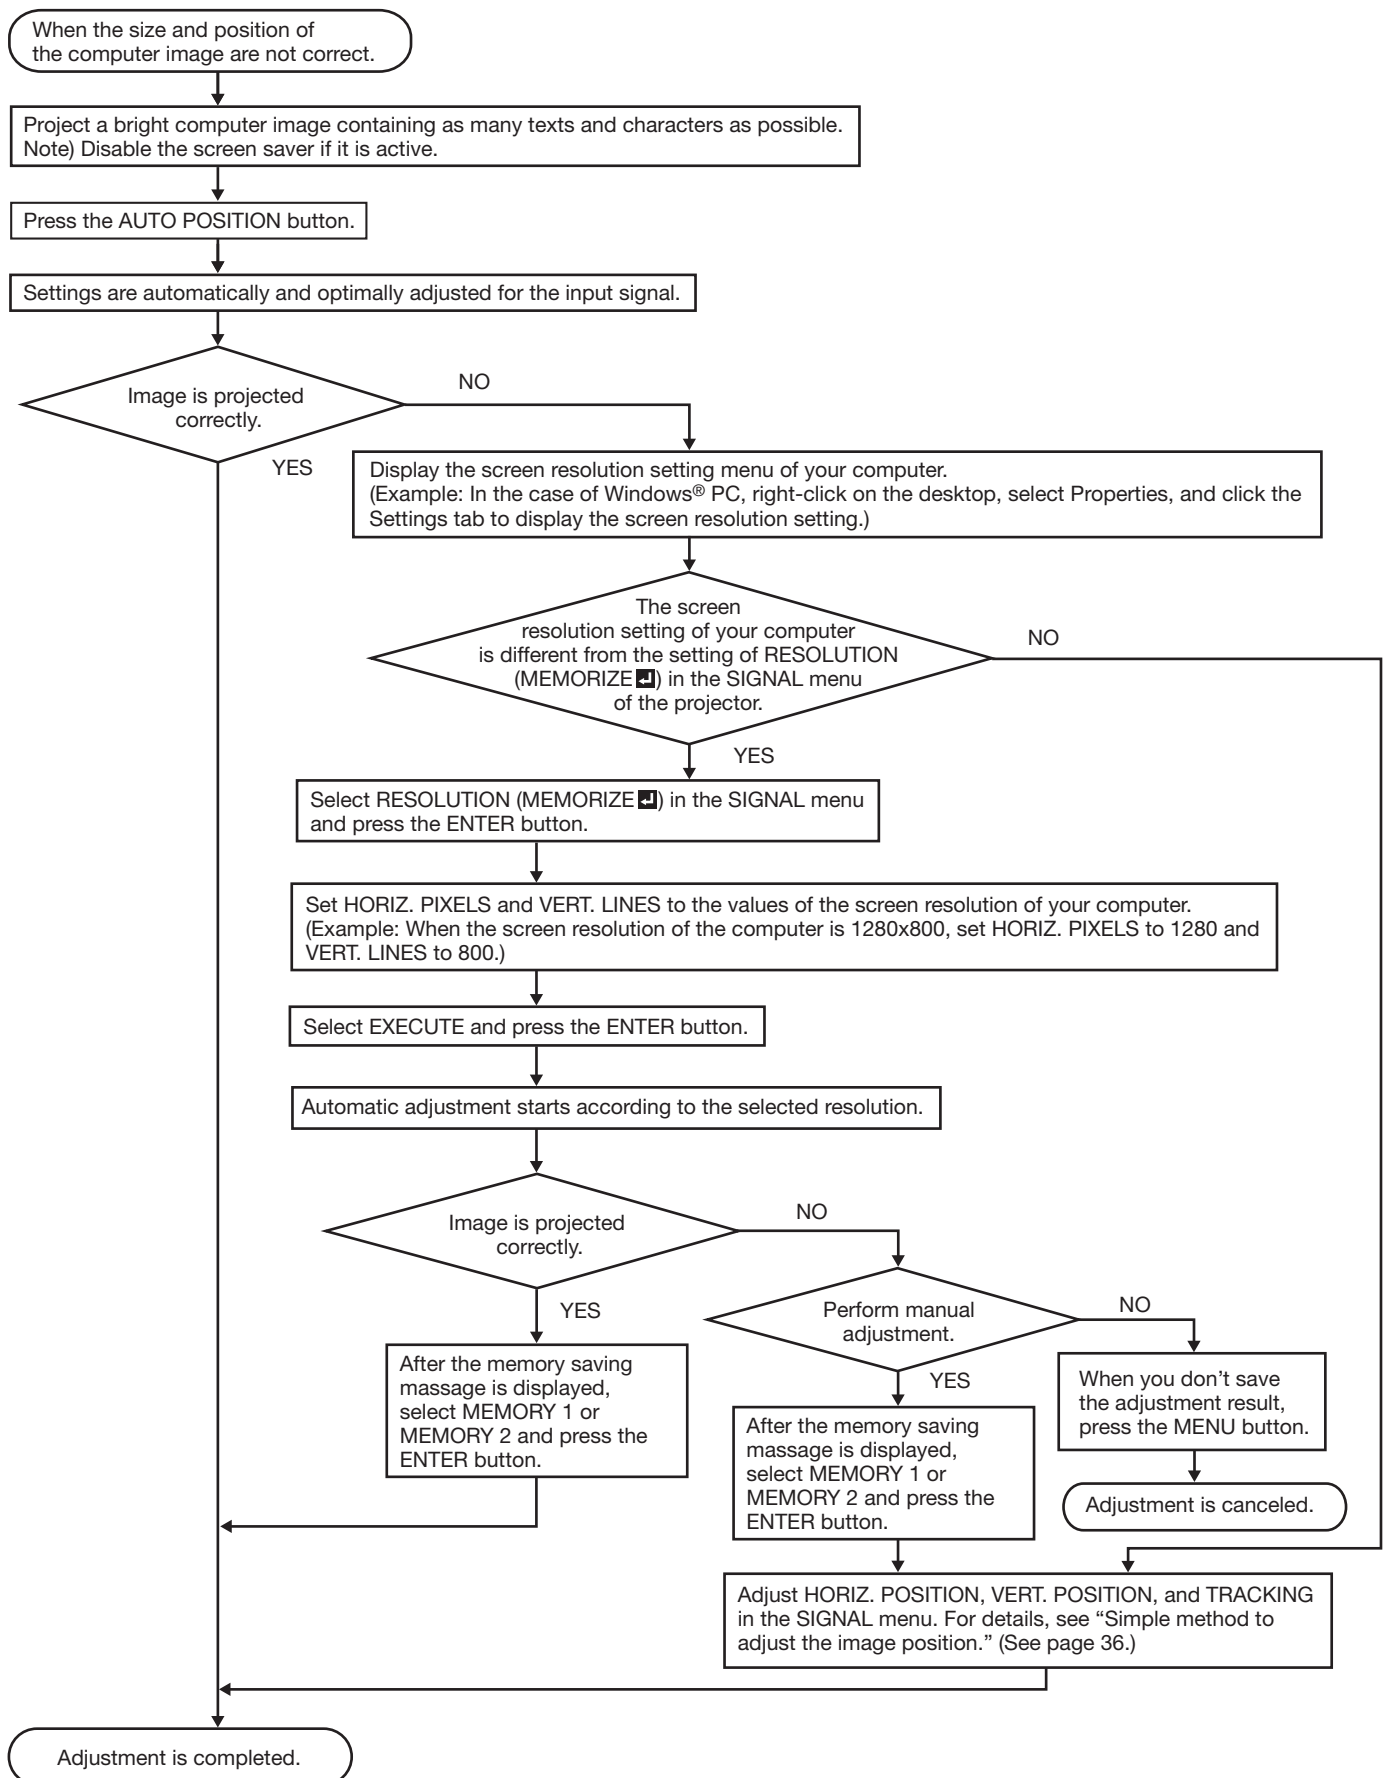 When the size and position of
the computer image are not correct.
Project a bright computer image containing as many texts and characters as possible.
Note) Disable the screen saver if it is active.
Press the AUTO POSITION button.
Settings are automatically and optimally adjusted for the input signal.
Image is projected
correctly.
NO
YES
Display the screen resolution setting menu of your computer.
(Example: In the case of Windows® PC, right-click on the desktop, select Properties, and click the
Settings tab to display the screen resolution setting.)
The screen
resolution setting of your computer
is different from the setting of RESOLUTION
(MEMORIZE ↵) in the SIGNAL menu
of the projector.
NO
YES
Select RESOLUTION (MEMORIZE ↵) in the SIGNAL menu
and press the ENTER button.
Set HORIZ. PIXELS and VERT. LINES to the values of the screen resolution of your computer.
(Example: When the screen resolution of the computer is 1280x800, set HORIZ. PIXELS to 1280 and
VERT. LINES to 800.)
Select EXECUTE and press the ENTER button.
Automatic adjustment starts according to the selected resolution.
Image is projected
correctly.
NO
YES
Perform manual
adjustment.
NO
YES
After the memory saving
massage is displayed,
select MEMORY 1 or
MEMORY 2 and press the
ENTER button.
After the memory saving
massage is displayed,
select MEMORY 1 or
MEMORY 2 and press the
ENTER button.
When you don't save
the adjustment result,
press the MENU button.
Adjustment is canceled.
Adjust HORIZ. POSITION, VERT. POSITION, and TRACKING
in the SIGNAL menu. For details, see “Simple method to
adjust the image position.” (See page 36.)
Adjustment is completed.